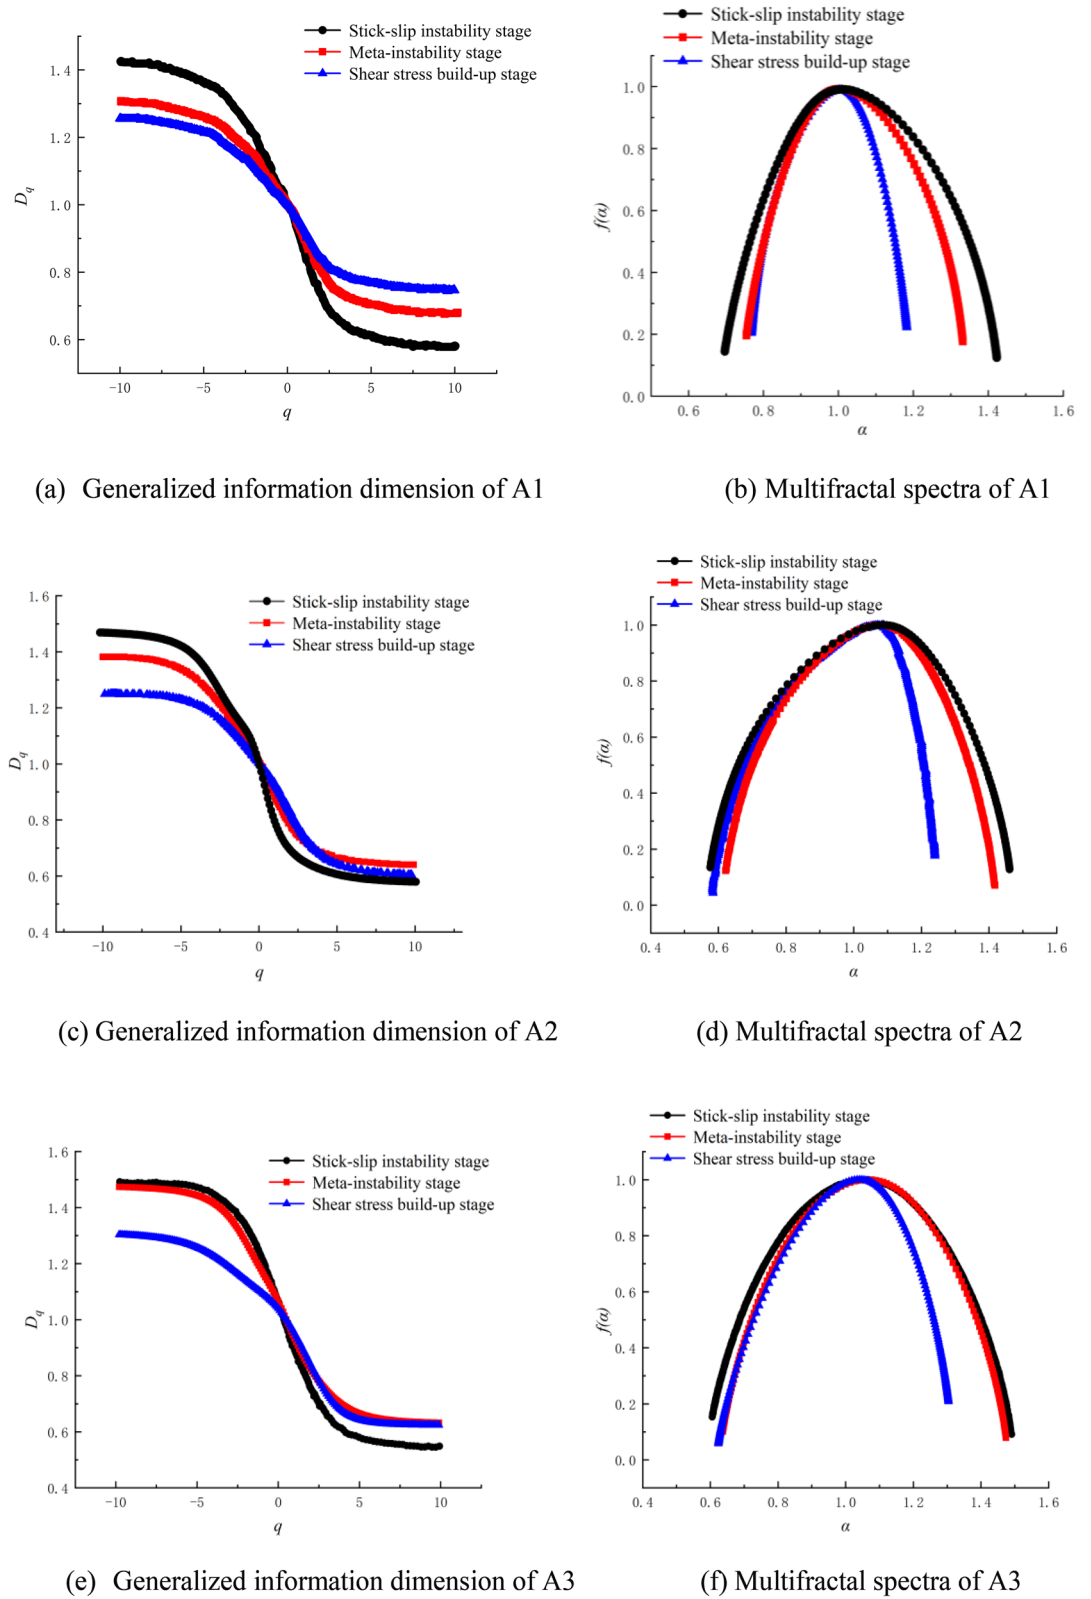 Stick-slip instability stage
Meta-instability stage
Shear stress build-up stage
1.4
1.2
1.0
0.8
0.6
Dq
-10 -5 0 5 10
q
(a) Generalized information dimension of A1
Stick-slip instability stage
Meta-instability stage
Shear stress build-up stage
1.0
0.8
0.6
0.4
0.2
0.0
f(α)
0.6 0.8 1.0 1.2 1.4 1.6
α
(b) Multifractal spectra of A1
Stick-slip instability stage
Meta-instability stage
Shear stress build-up stage
1.6
1.4
1.2
1.0
0.8
0.6
0.4
Dq
-10 -5 0 5 10
q
(c) Generalized information dimension of A2
Stick-slip instability stage
Meta-instability stage
Shear stress build-up stage
1.0
0.8
0.6
0.4
0.2
0.0
f(α)
0.4 0.6 0.8 1.0 1.2 1.4 1.6
α
(d) Multifractal spectra of A2
Stick-slip instability stage
Meta-instability stage
Shear stress build-up stage
1.6
1.4
1.2
1.0
0.8
0.6
0.4
Dq
-10 -5 0 5 10
q
(e) Generalized information dimension of A3
Stick-slip instability stage
Meta-instability stage
Shear stress build-up stage
1.0
0.8
0.6
0.4
0.2
0.0
f(α)
0.4 0.6 0.8 1.0 1.2 1.4 1.6
α
(f) Multifractal spectra of A3